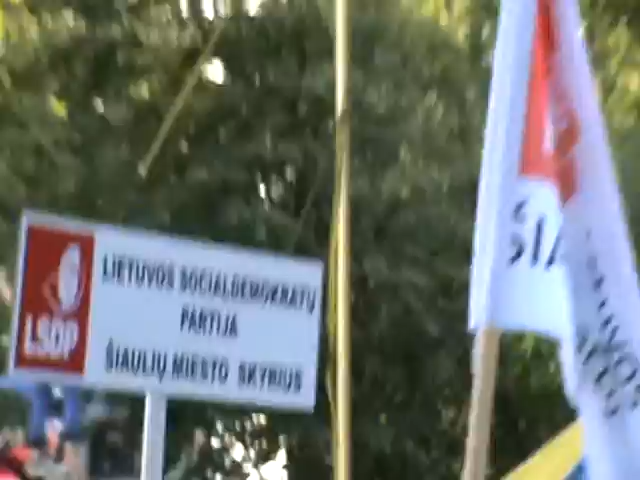 LSDP
LIETUVOS SOCIALDEMOKRATŲ
PARTIJA
ŠIAULIŲ MIESTO SKYRIUS